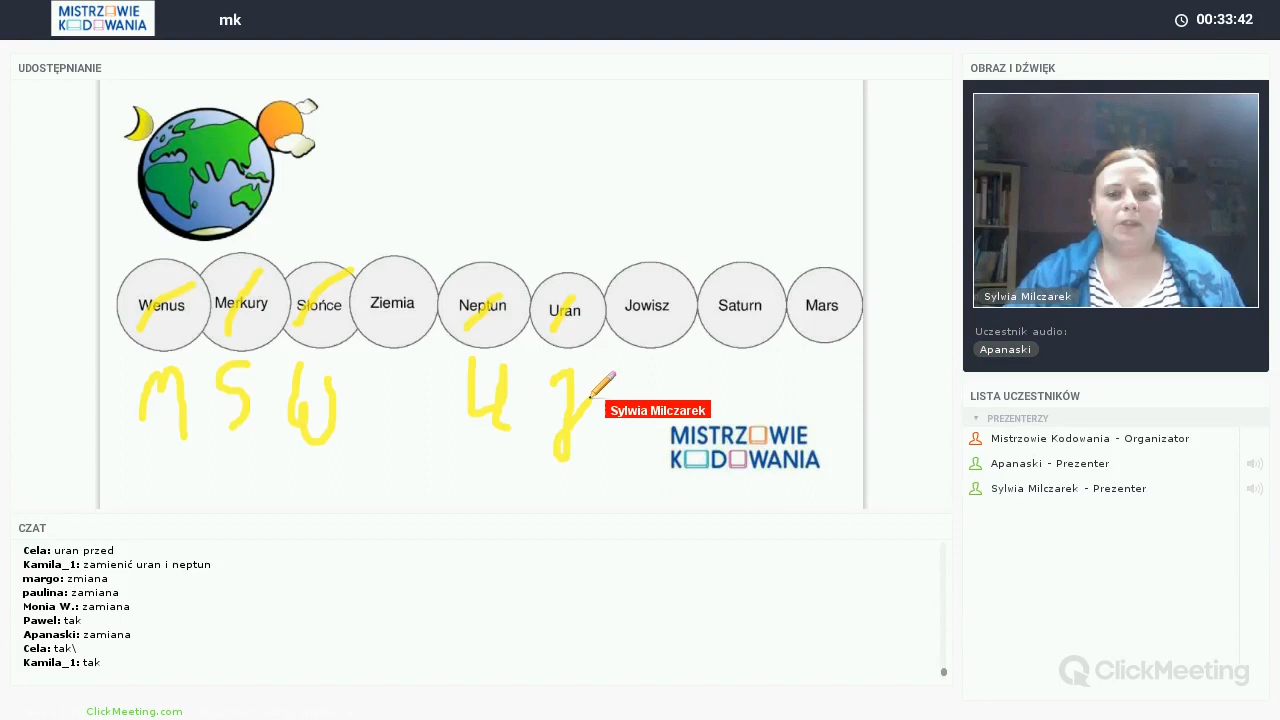 MISTRZOWIE
KODOWANIA
mk
00:33:42
UDOSTĘPNIANIE
Wenus Merkury Słońce Ziemia Neptun Uran Jowisz Saturn Mars
M S W U J
Sylwia Milczarek
MISTRZOWIE
KODOWANIA
CZAT
Cela: uran przed
Kamila_1: zamienić uran i neptun
margo: zmiana
paulina: zamiana
Monia W.: zamiana
Pawel: tak
Apanaski: zamiana
Cela: tak\
Kamila_1: tak
ClickMeeting.com
OBRAZ I DŹWIĘK
Sylwia Milczarek
Uczestnik audio:
Apanaski
LISTA UCZESTNIKÓW
PREZENTERZY
Mistrzowie Kodowania - Organizator
Apanaski - Prezenter
Sylwia Milczarek - Prezenter
ClickMeeting